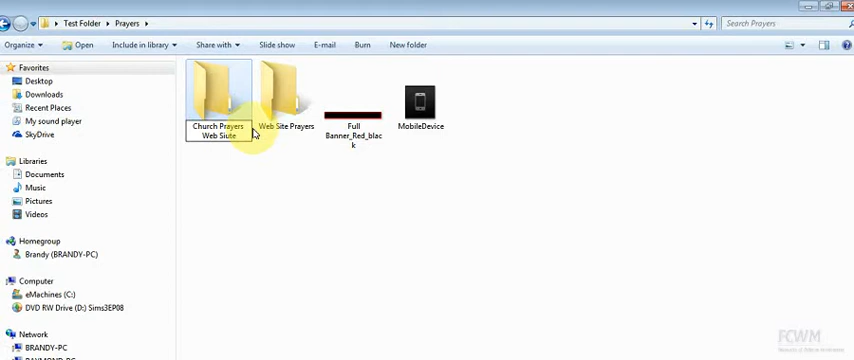 Test Folder ▸ Prayers ▸
Search Prayers
Organize Open Include in library Share with Slide show E-mail Burn New folder
Favorites
Desktop
Downloads
Recent Places
My sound player
SkyDrive
Libraries
Documents
Music
Pictures
Videos
Homegroup
Brandy (BRANDY-PC)
Computer
eMachines (C:)
DVD RW Drive (D:) Sims3EP08
Network
BRANDY-PC
Church Prayers
Web Siute
Web Site Prayers
Full
Banner_Red_blac
k
MobileDevice
FCWM